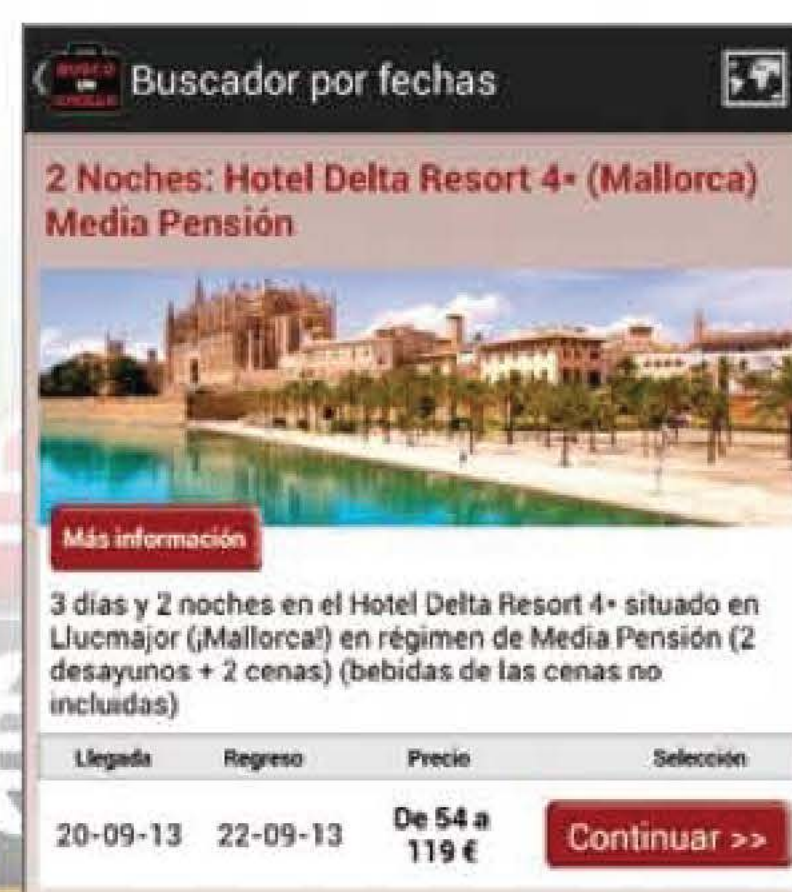 BUSCO
UN
CHOLLO
Buscador por fechas
2 Noches: Hotel Delta Resort 4* (Mallorca)
Media Pensión
Más información
3 días y 2 noches en el Hotel Delta Resort 4* situado en
Llucmajor (¡Mallorca!) en régimen de Media Pensión (2
desayunos + 2 cenas) (bebidas de las cenas no
incluidas)
Llegada Regreso Precio Selección
20-09-13 22-09-13 De 54 a
119 € Continuar >>